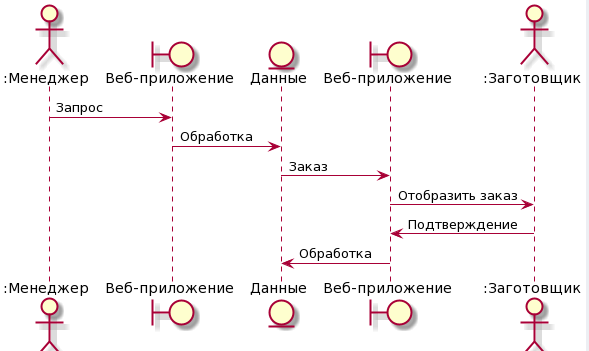 :Менеджер Веб-приложение Данные Веб-приложение :Заготовщик
Запрос
Обработка
Заказ
Отобразить заказ
Подтверждение
Обработка
:Менеджер Веб-приложение Данные Веб-приложение :Заготовщик